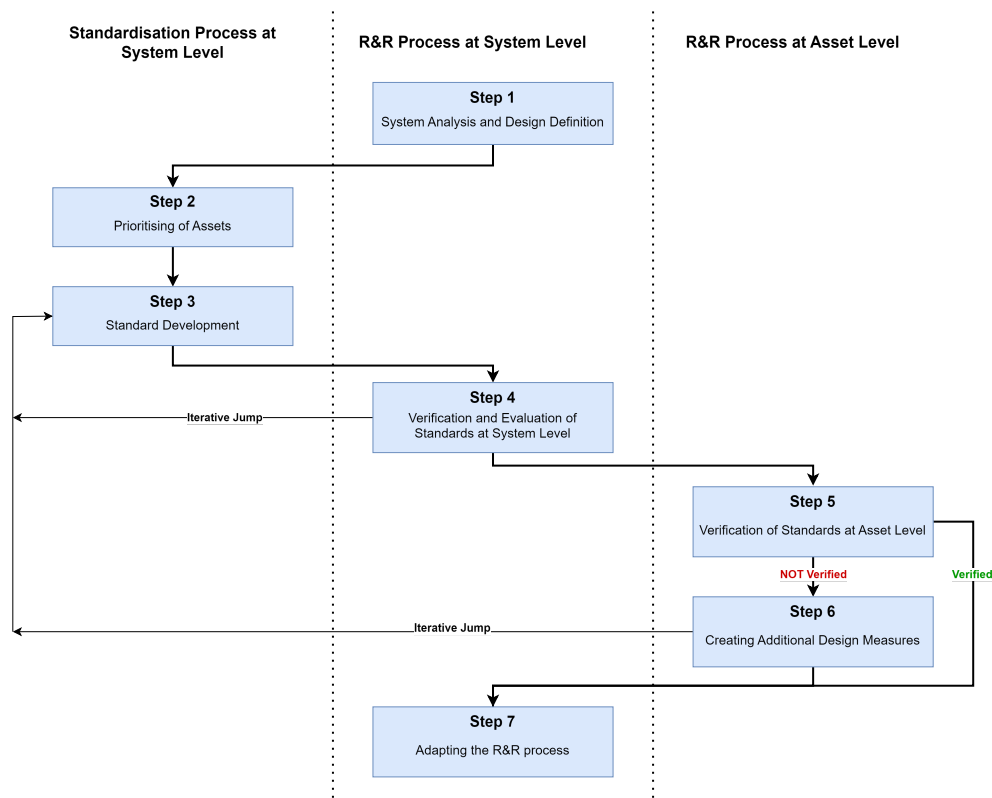 Standardisation Process at
System Level
R&R Process at System Level
R&R Process at Asset Level
Step 1
System Analysis and Design Definition
Step 2
Prioritising of Assets
Step 3
Standard Development
Step 4
Verification and Evaluation of
Standards at System Level
Iterative Jump
Step 5
Verification of Standards at Asset Level
NOT Verified
Verified
Step 6
Creating Additional Design Measures
Iterative Jump
Step 7
Adapting the R&R process